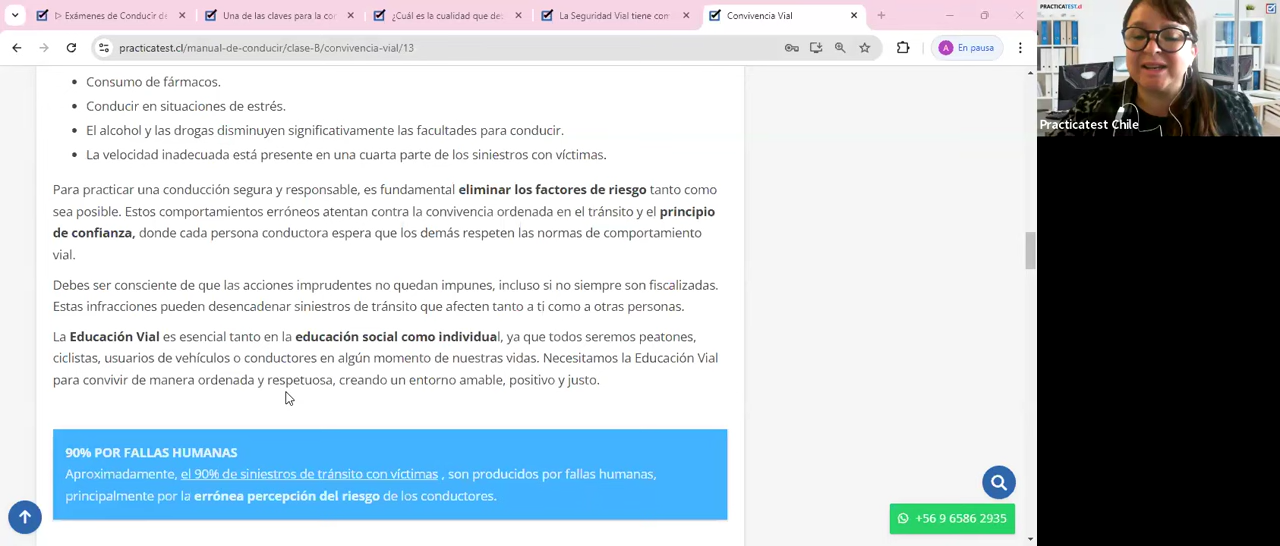 ▷ Exámenes de Conducir de
Una de las claves para la con
¿Cuál es la cualidad que deb
La Seguridad Vial tiene com
Convivencia Vial
practicatest.cl/manual-de-conducir/clase-B/convivencia-vial/13
A En pausa
PRACTICATEST.cl
Practicatest Chile
Consumo de fármacos.
Conducir en situaciones de estrés.
El alcohol y las drogas disminuyen significativamente las facultades para conducir.
La velocidad inadecuada está presente en una cuarta parte de los siniestros con víctimas.
Para practicar una conducción segura y responsable, es fundamental eliminar los factores de riesgo tanto como
sea posible. Estos comportamientos erróneos atentan contra la convivencia ordenada en el tránsito y el principio
de confianza, donde cada persona conductora espera que los demás respeten las normas de comportamiento
vial.
Debes ser consciente de que las acciones imprudentes no quedan impunes, incluso si no siempre son fiscalizadas.
Estas infracciones pueden desencadenar siniestros de tránsito que afecten tanto a ti como a otras personas.
La Educación Vial es esencial tanto en la educación social como individual, ya que todos seremos peatones,
ciclistas, usuarios de vehículos o conductores en algún momento de nuestras vidas. Necesitamos la Educación Vial
para convivir de manera ordenada y respetuosa, creando un entorno amable, positivo y justo.
90% POR FALLAS HUMANAS
Aproximadamente, el 90% de siniestros de tránsito con víctimas , son producidos por fallas humanas,
principalmente por la errónea percepción del riesgo de los conductores.
+56 9 6586 2935